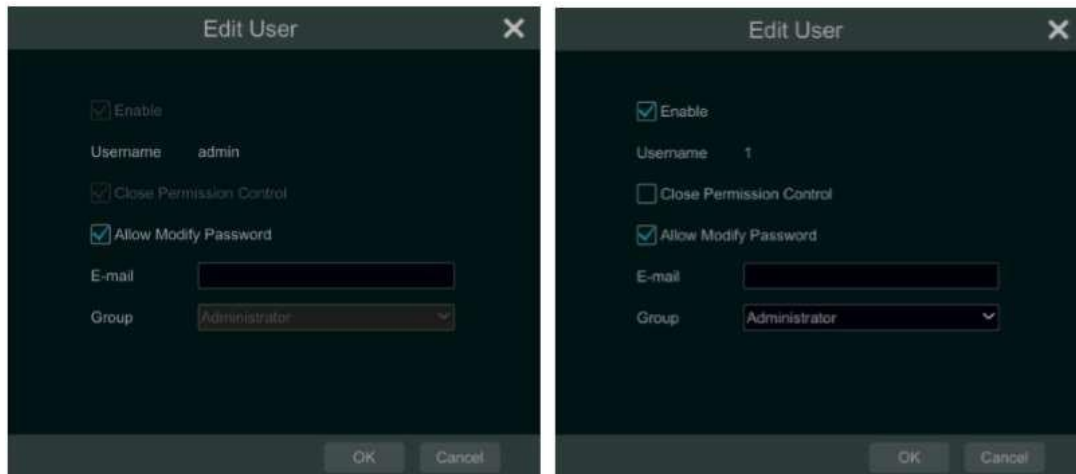 Edit User
Enable
Username admin
Close Permission Control
Allow Modify Password
E-mail
Group Administrator
OK Cancel
Edit User
Enable
Username 1
Close Permission Control
Allow Modify Password
E-mail
Group Administrator
OK Cancel